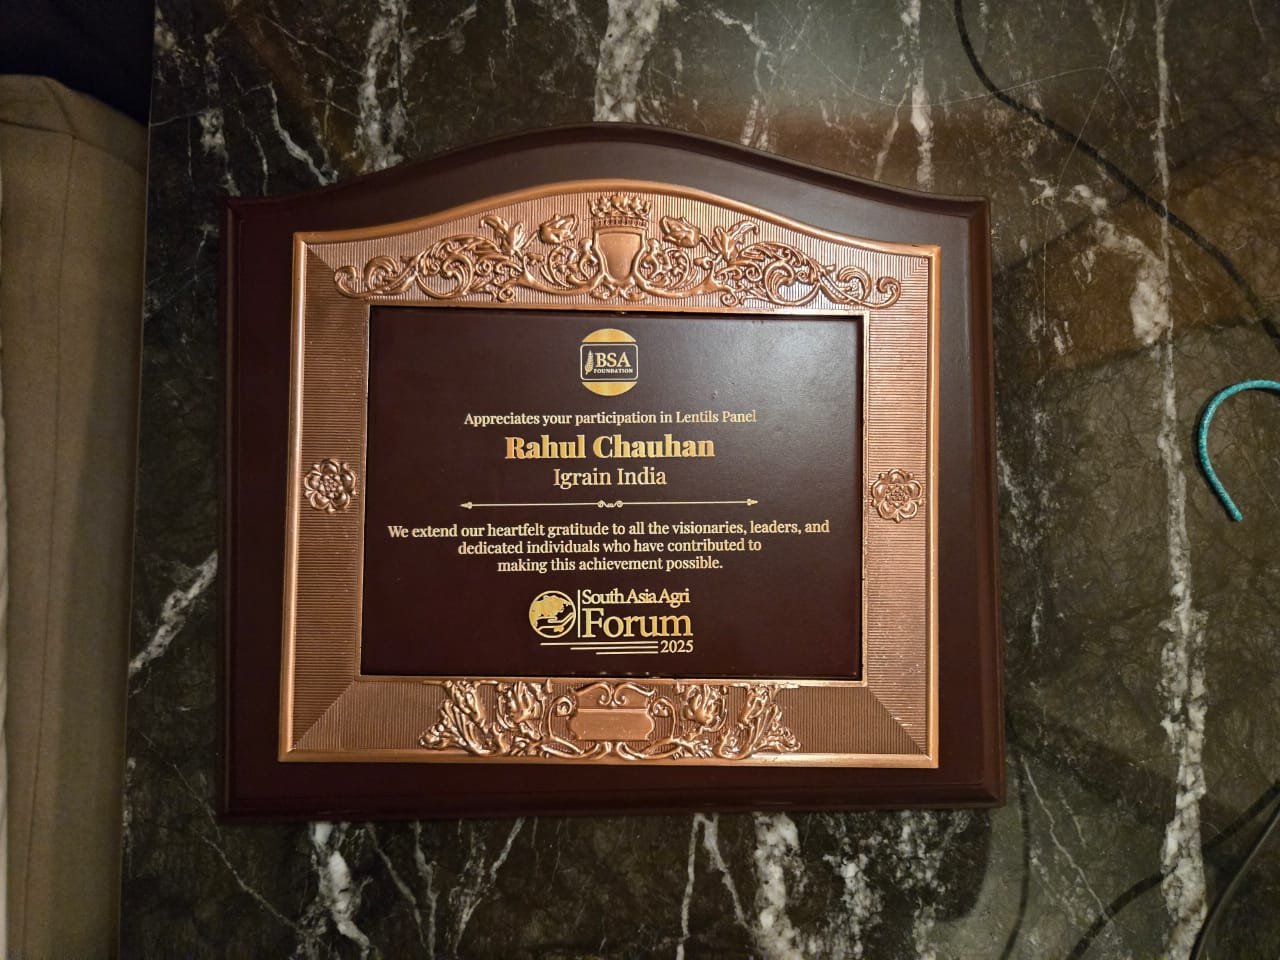 BSA
FOUNDATION
Appreciates your participation in Lentils Panel
Rahul Chauhan
Igrain India
We extend our heartfelt gratitude to all the visionaries, leaders, and
dedicated individuals who have contributed to
making this achievement possible.
South Asia Agri
Forum
2025